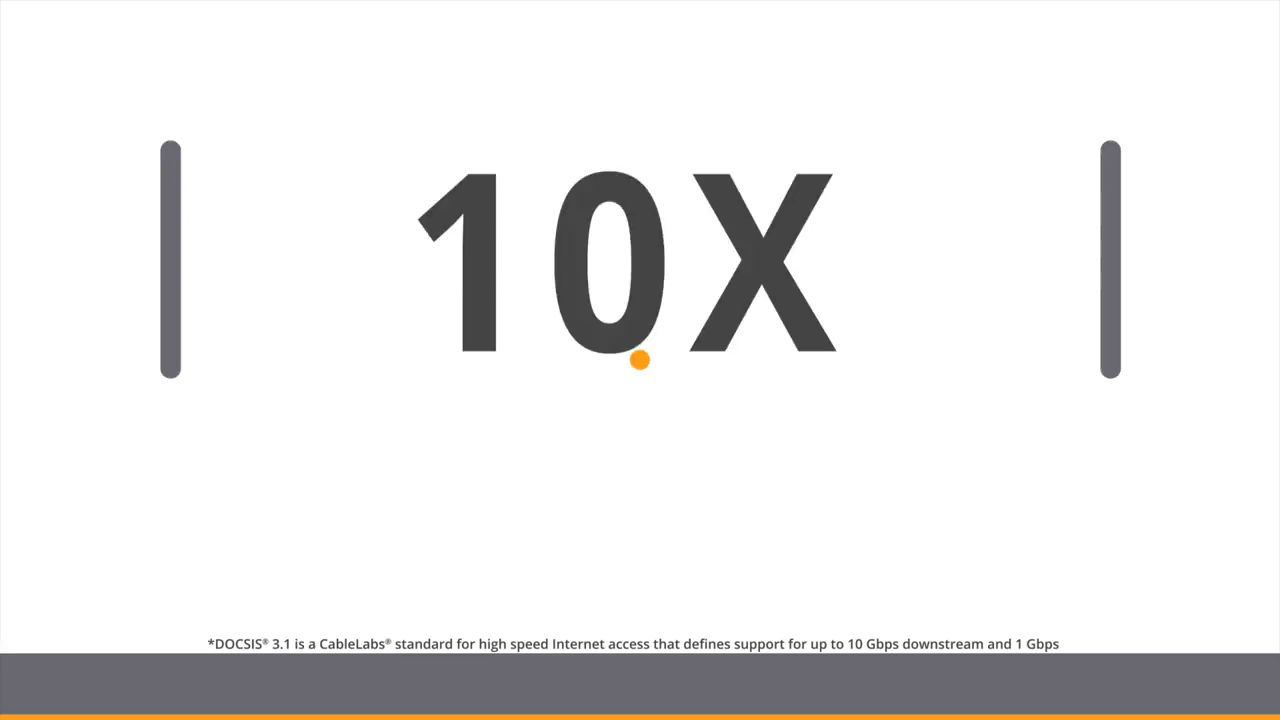 10X
*DOCSIS® 3.1 is a CableLabs® standard for high speed Internet access that defines support for up to 10 Gbps downstream and 1 Gbps